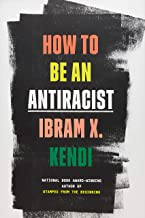 HOW TO
BE AN
ANTIRACIST
IBRAM X.
KENDI
NATIONAL BOOK AWARD–WINNING
AUTHOR OF
STAMPED FROM THE BEGINNING